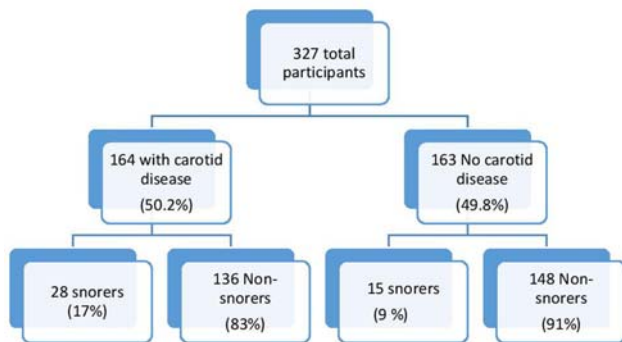 327 total
participants
164 with carotid
disease
(50.2%)
163 No carotid
disease
(49.8%)
28 snorers
(17%)
136 Non-
snorers
(83%)
15 snorers
(9 %)
148 Non-
snorers
(91%)